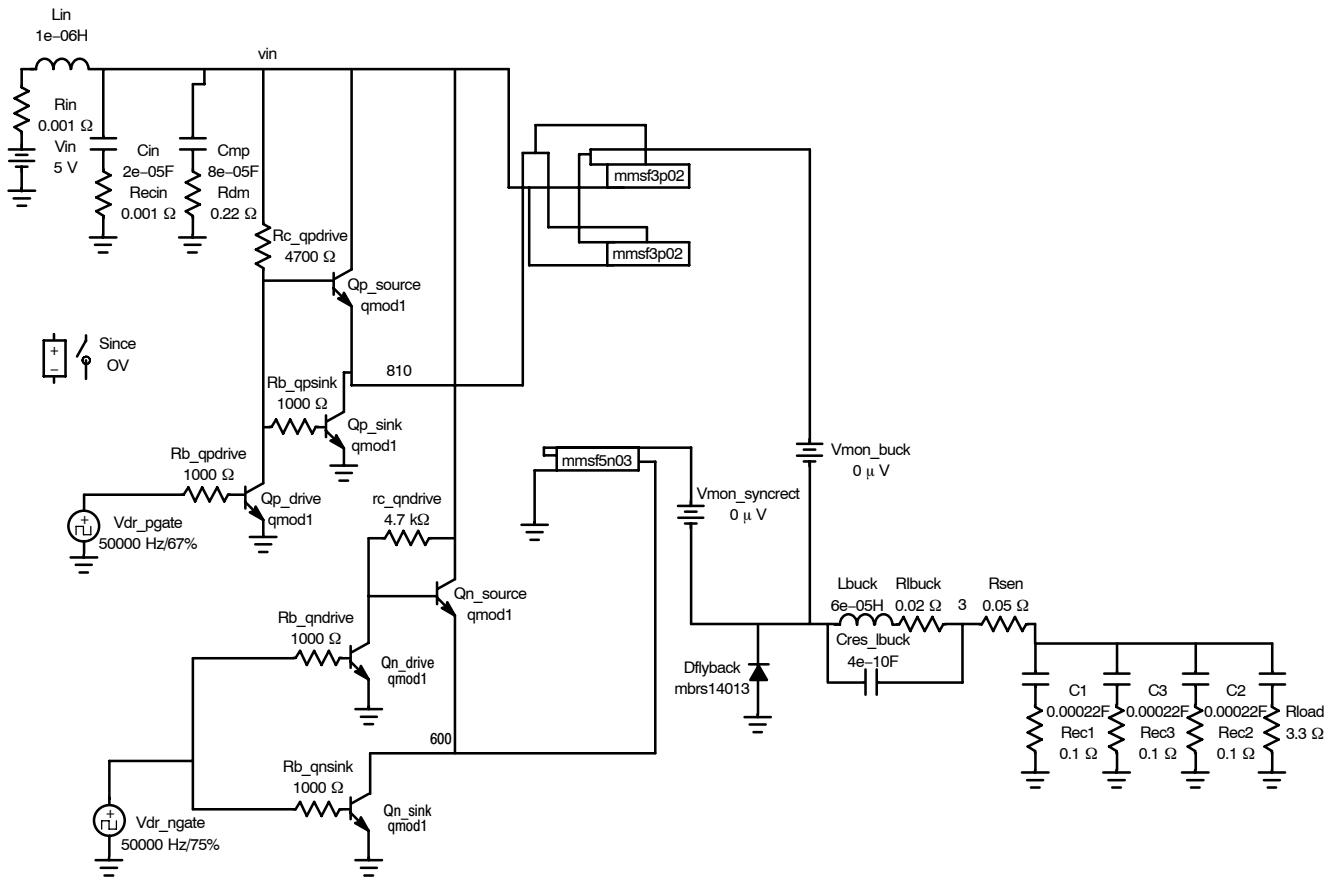 Lin
1e−06H
vin
Rin
0.001 Ω
Vin
5 V
Cin
2e−05F
Recin
0.001 Ω
Cmp
8e−05F
Rdm
0.22 Ω
mmsf3p02
mmsf3p02
Rc_qpdrive
4700 Ω
Qp_source
qmod1
+
−
Since
OV
810
Rb_qpsink
1000 Ω
Qp_sink
qmod1
Rb_qpdrive
1000 Ω
Qp_drive
qmod1
+
Vdr_pgate
50000 Hz/67%
mmsf5n03
Vmon_buck
0 μ V
Vmon_syncrect
0 μ V
rc_qndrive
4.7 kΩ
Qn_source
qmod1
Rb_qndrive
1000 Ω
Qn_drive
qmod1
Lbuck
6e−05H
Rlbuck
0.02 Ω
3
Rsen
0.05 Ω
Cres_lbuck
4e−10F
Dflyback
mbrs14013
C1
0.00022F
Rec1
0.1 Ω
C3
0.00022F
Rec3
0.1 Ω
C2
0.00022F
Rec2
0.1 Ω
Rload
3.3 Ω
600
Rb_qnsink
1000 Ω
Qn_sink
qmod1
+
Vdr_ngate
50000 Hz/75%